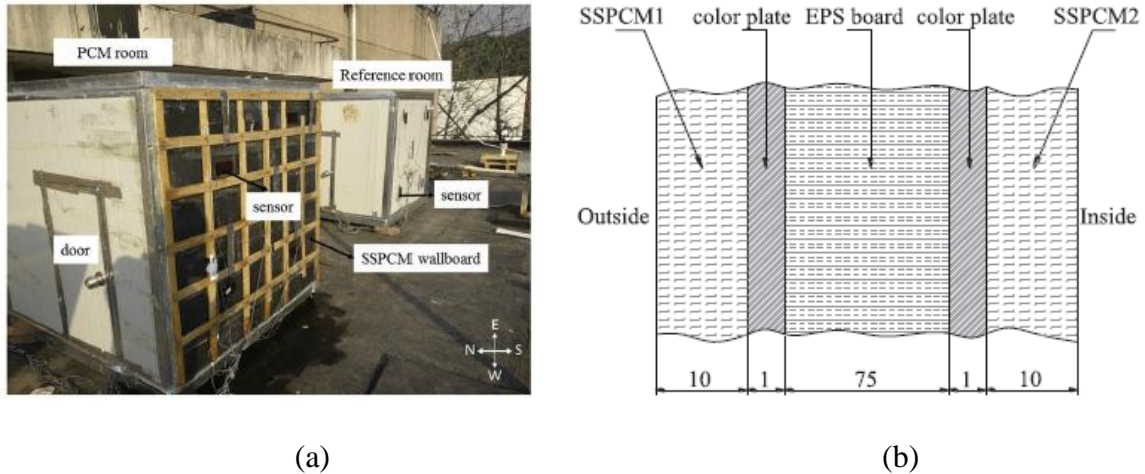 PCM room
Reference room
sensor
sensor
SSPCM wallboard
door
E
N S
W
SSPCM1 color plate EPS board color plate SSPCM2
Outside
Inside
10 1 75 1 10
(a) (b)